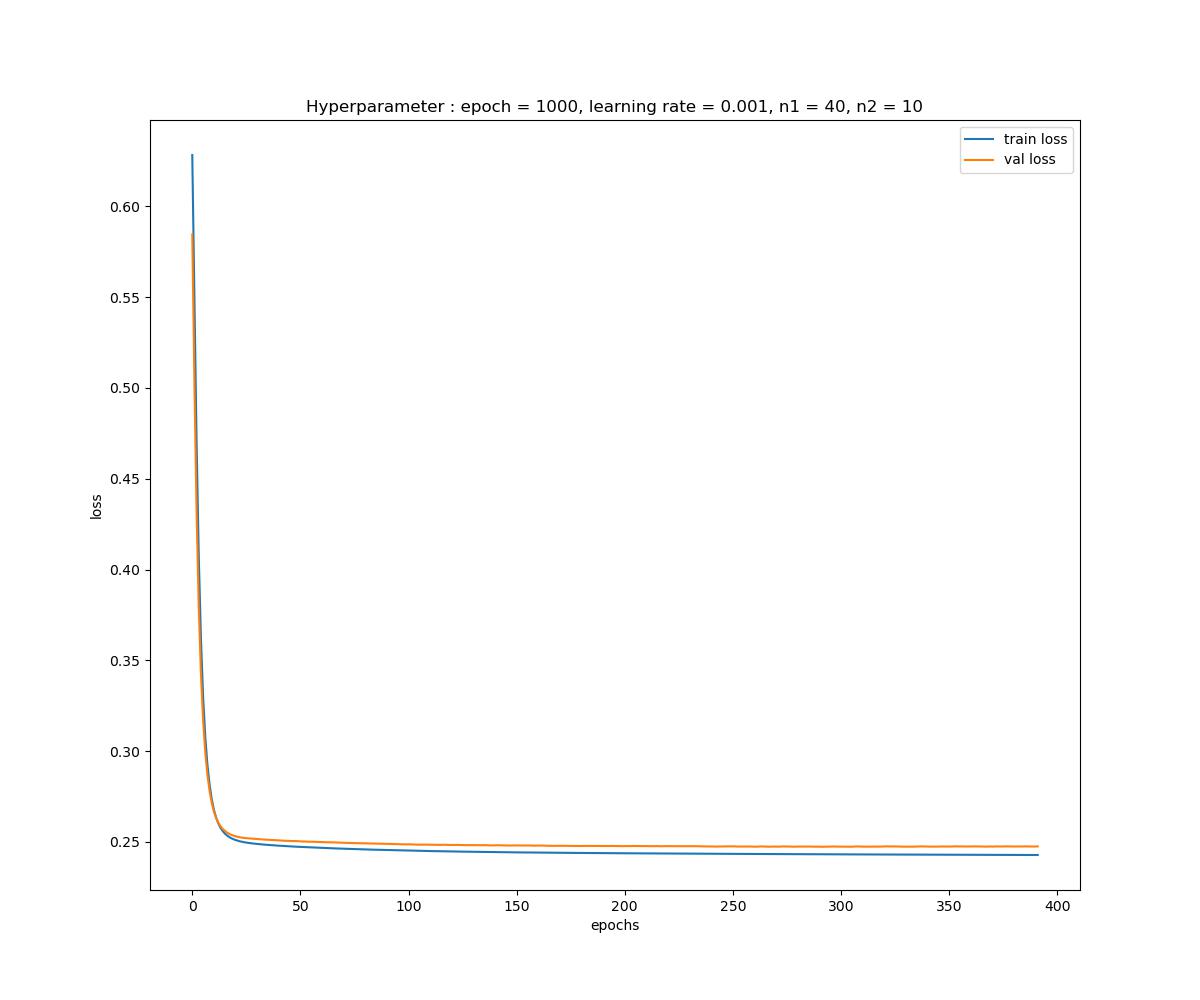 Hyperparameter : epoch = 1000, learning rate = 0.001, n1 = 40, n2 = 10
train loss
val loss
0.60
0.55
0.50
0.45
0.40
0.35
0.30
0.25
loss
0 50 100 150 200 250 300 350 400
epochs